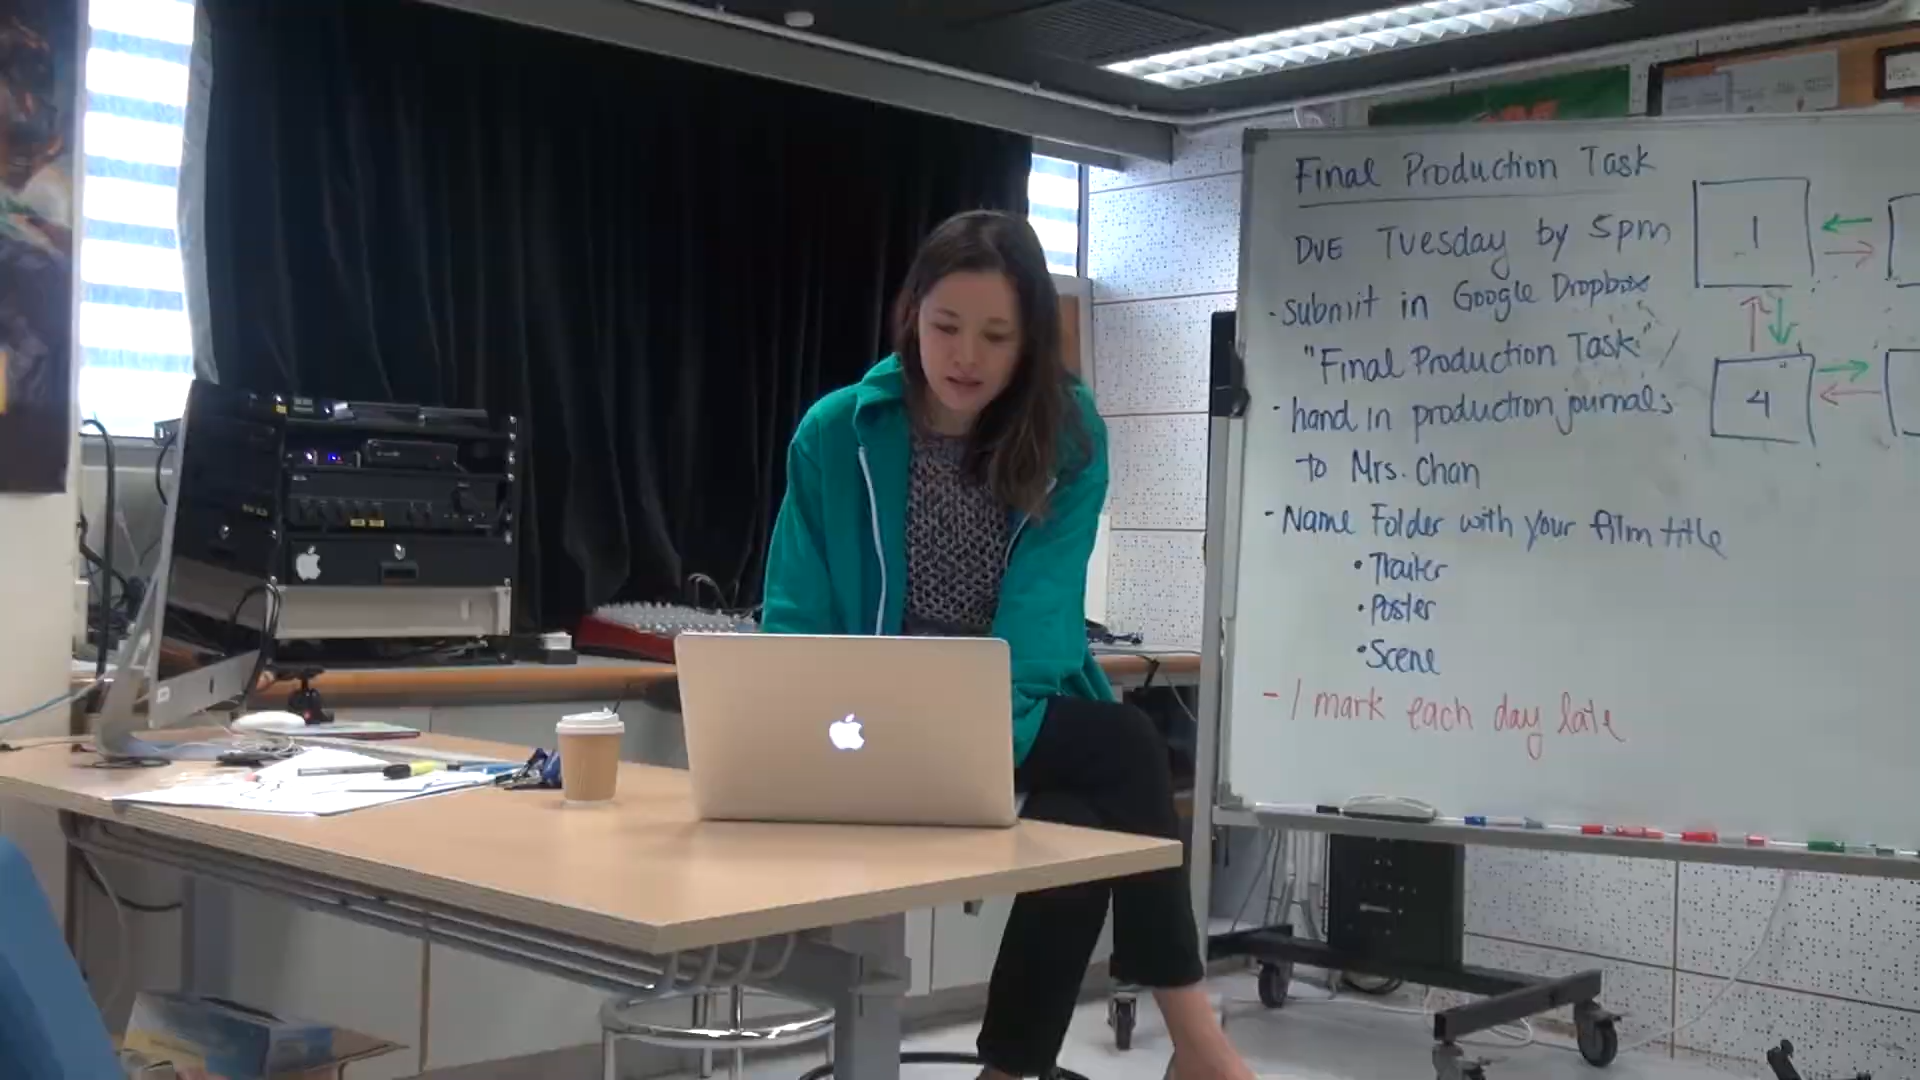 Final Production Task
DUE Tuesday by 5pm
· submit in Google Dropbox
"Final Production Task"
· hand in production journals
to Mrs. Chan
- Name Folder with your film title
• Trailer
• Poster
• Scene
- 1 mark each day late
1
4